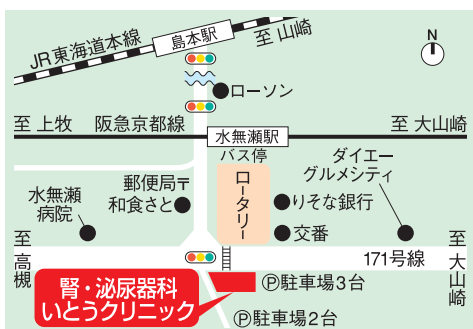 島本駅
至 山崎
JR東海道本線
N
ローソン
至 上牧
阪急京都線
水無瀬駅
至 大山崎
バス停
ロータリー
ダイエー
グルメシティ
郵便局〒
和食さと
水無瀬
病院
りそな銀行
交番
至高槻
171号線
至大山崎
腎・泌尿器科
いとうクリニック
Ⓟ駐車場3台
Ⓟ駐車場2台